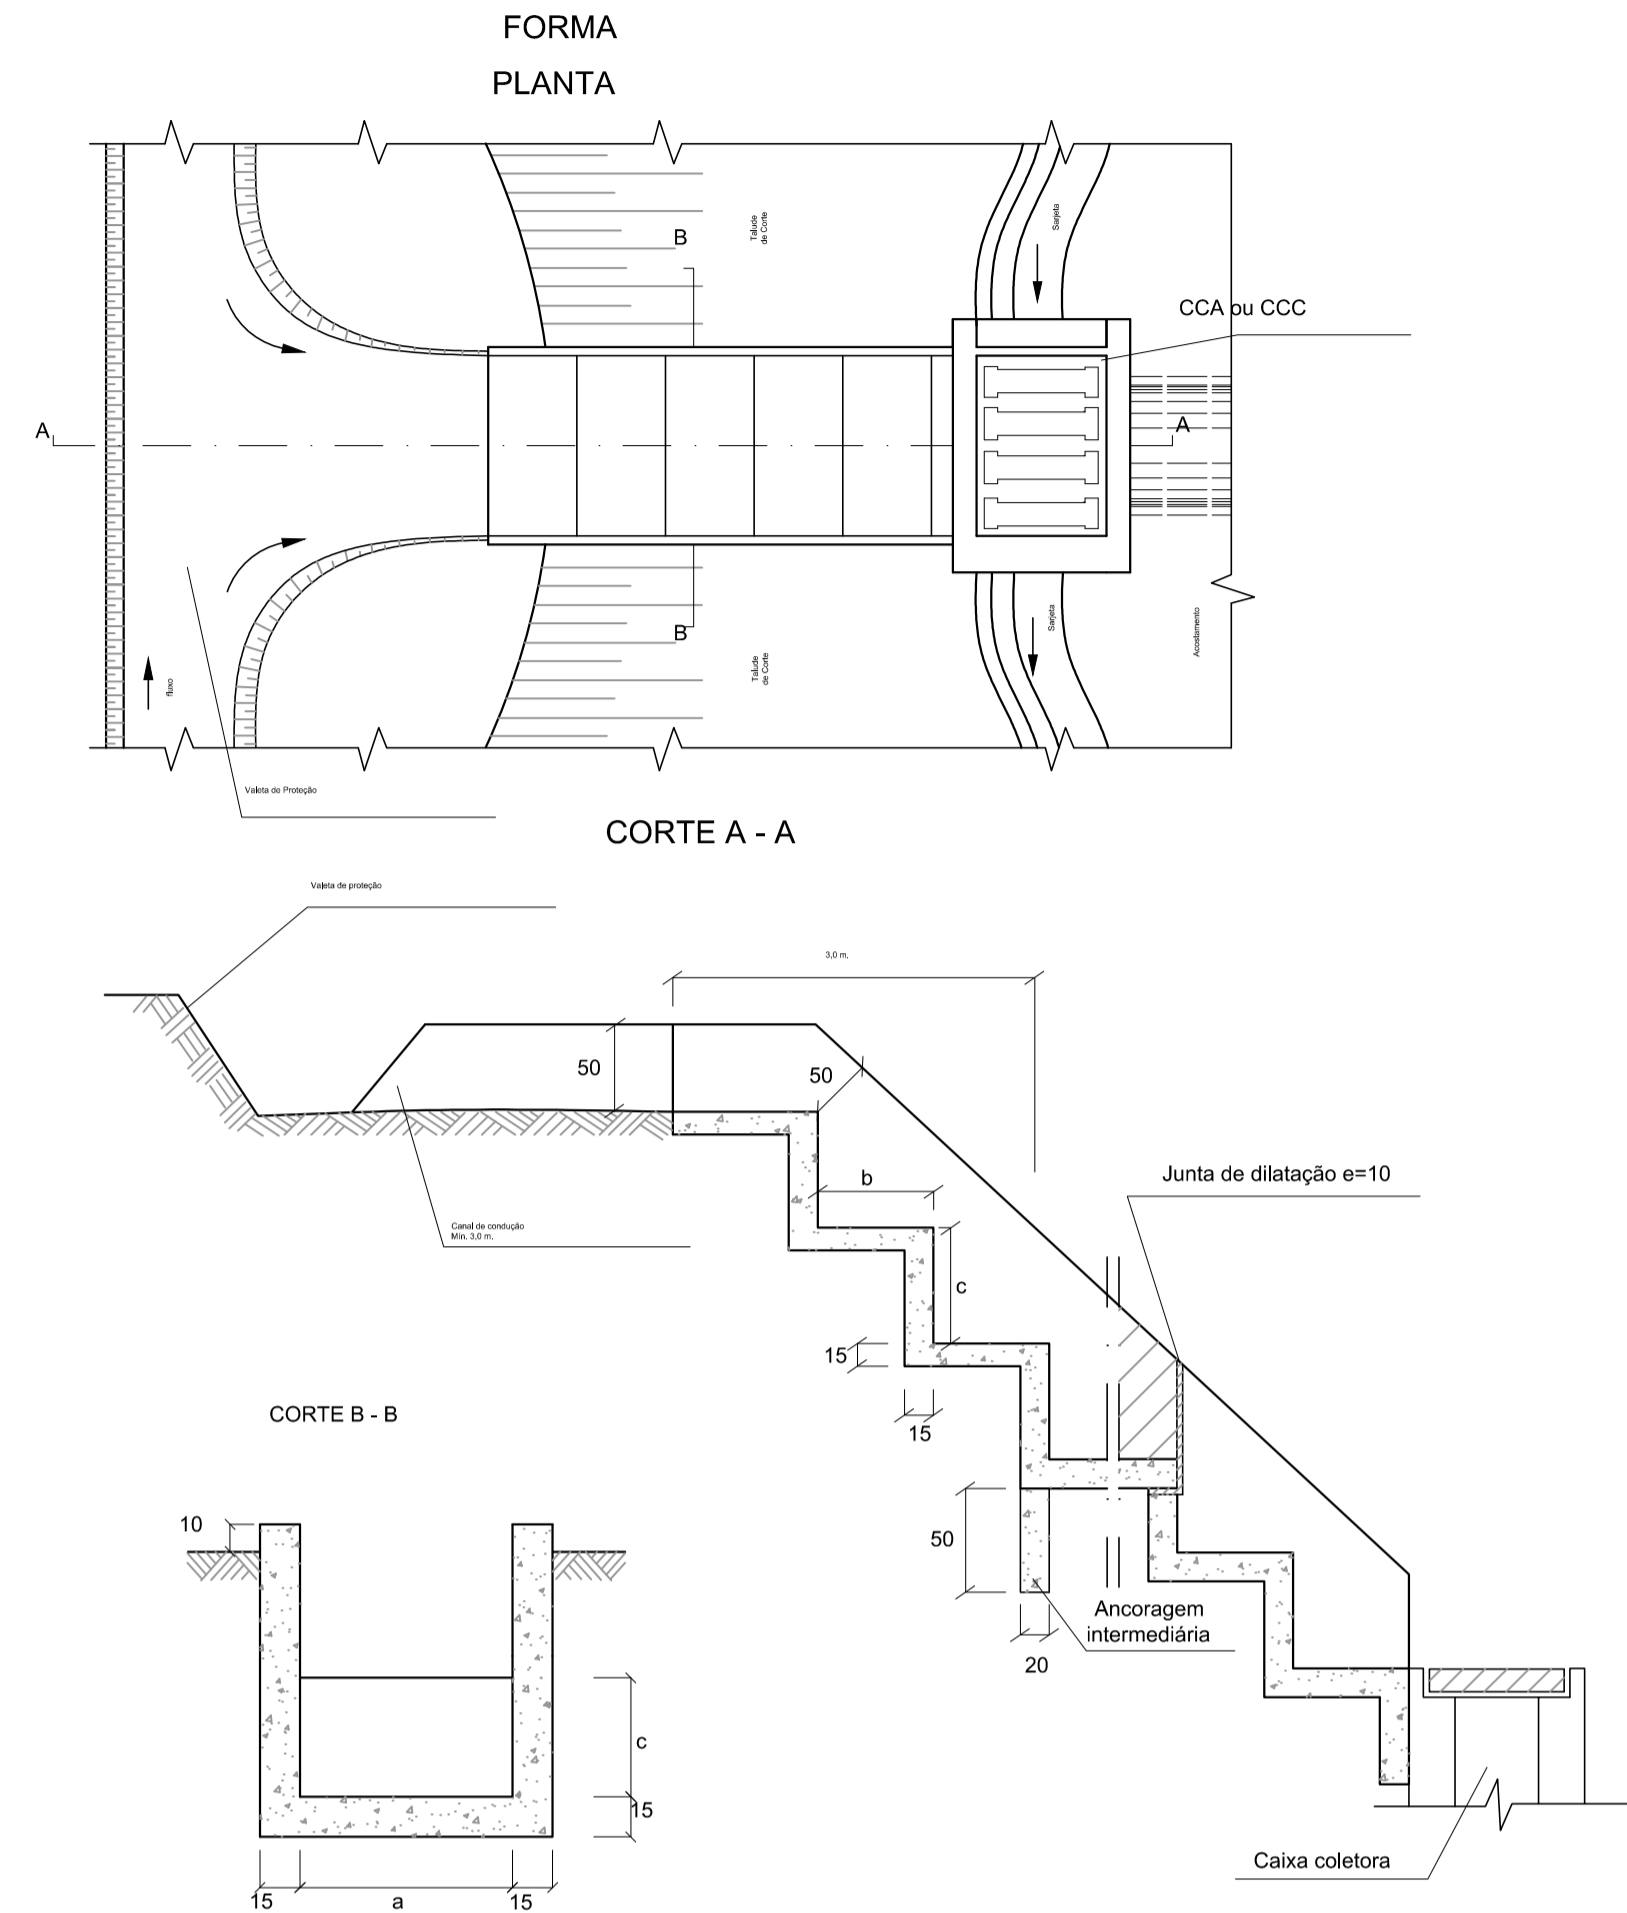 FORMA
PLANTA
B
Talude
de Corte
Sarjeta
CCA ou CCC
A
A
B
Talude
de Corte
Sarjeta
Acostamento
fluxo
Valeta de Proteção
CORTE A - A
Valeta de proteção
3,0 m.
50
50
Junta de dilatação e=10
b
Canal de condução
Mín. 3,0 m.
c
15
15
CORTE B - B
50
10
Ancoragem
intermediária
20
c
15
Caixa coletora
15
a
15